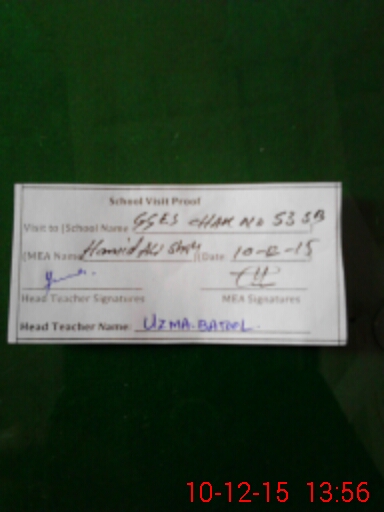 School Visit Proof
Visit to (School Name GGES CHAK NO 53 SB
(MEA Name Hamid Ali Shah (Date: 10-12-15
Head Teacher Signatures MEA Signatures
Head Teacher Name: UZMA. BATOOL.
10-12-15 13:56